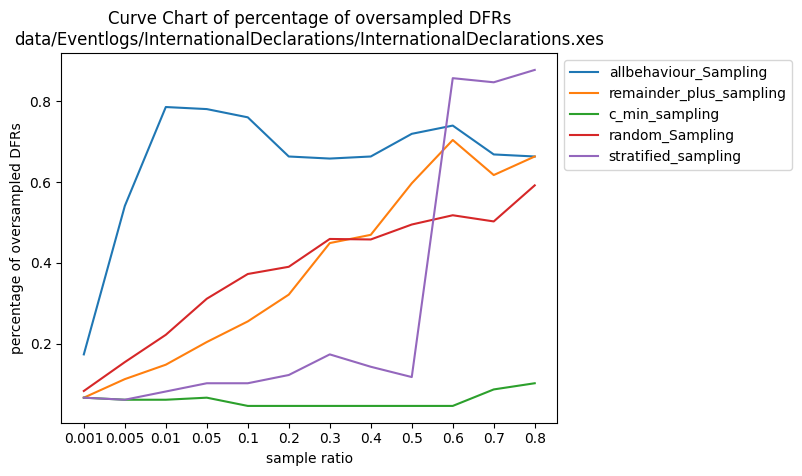 Curve Chart of percentage of oversampled DFRs
data/Eventlogs/InternationalDeclarations/InternationalDeclarations.xes
percentage of oversampled DFRs
0.8
0.6
0.4
0.2
0.001 0.005 0.01 0.05 0.1 0.2 0.3 0.4 0.5 0.6 0.7 0.8
sample ratio
allbehaviour_Sampling
remainder_plus_sampling
c_min_sampling
random_Sampling
stratified_sampling